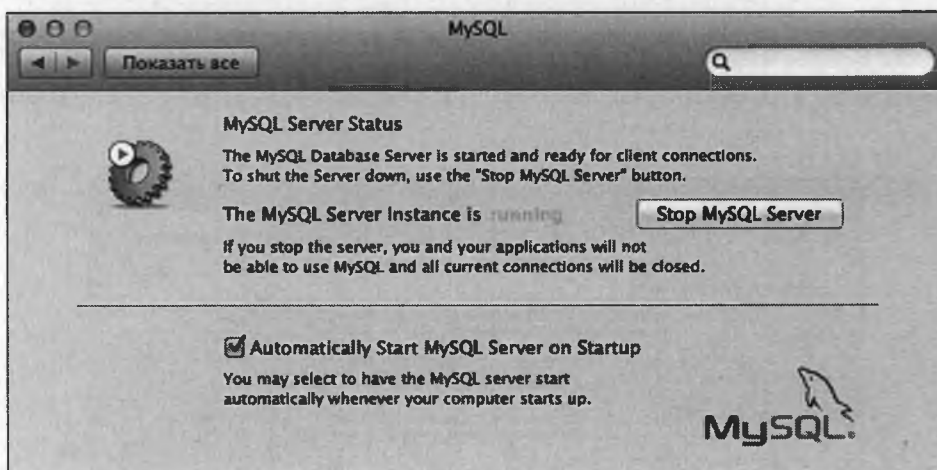 MySQL
Показать все
MySQL Server Status
The MySQL Database Server is started and ready for client connections.
To shut the Server down, use the "Stop MySQL Server" button.
The MySQL Server Instance is running
Stop MySQL Server
If you stop the server, you and your applications will not
be able to use MySQL and all current connections will be closed.
Automatically Start MySQL Server on Startup
You may select to have the MySQL server start
automatically whenever your computer starts up.
MySQL.